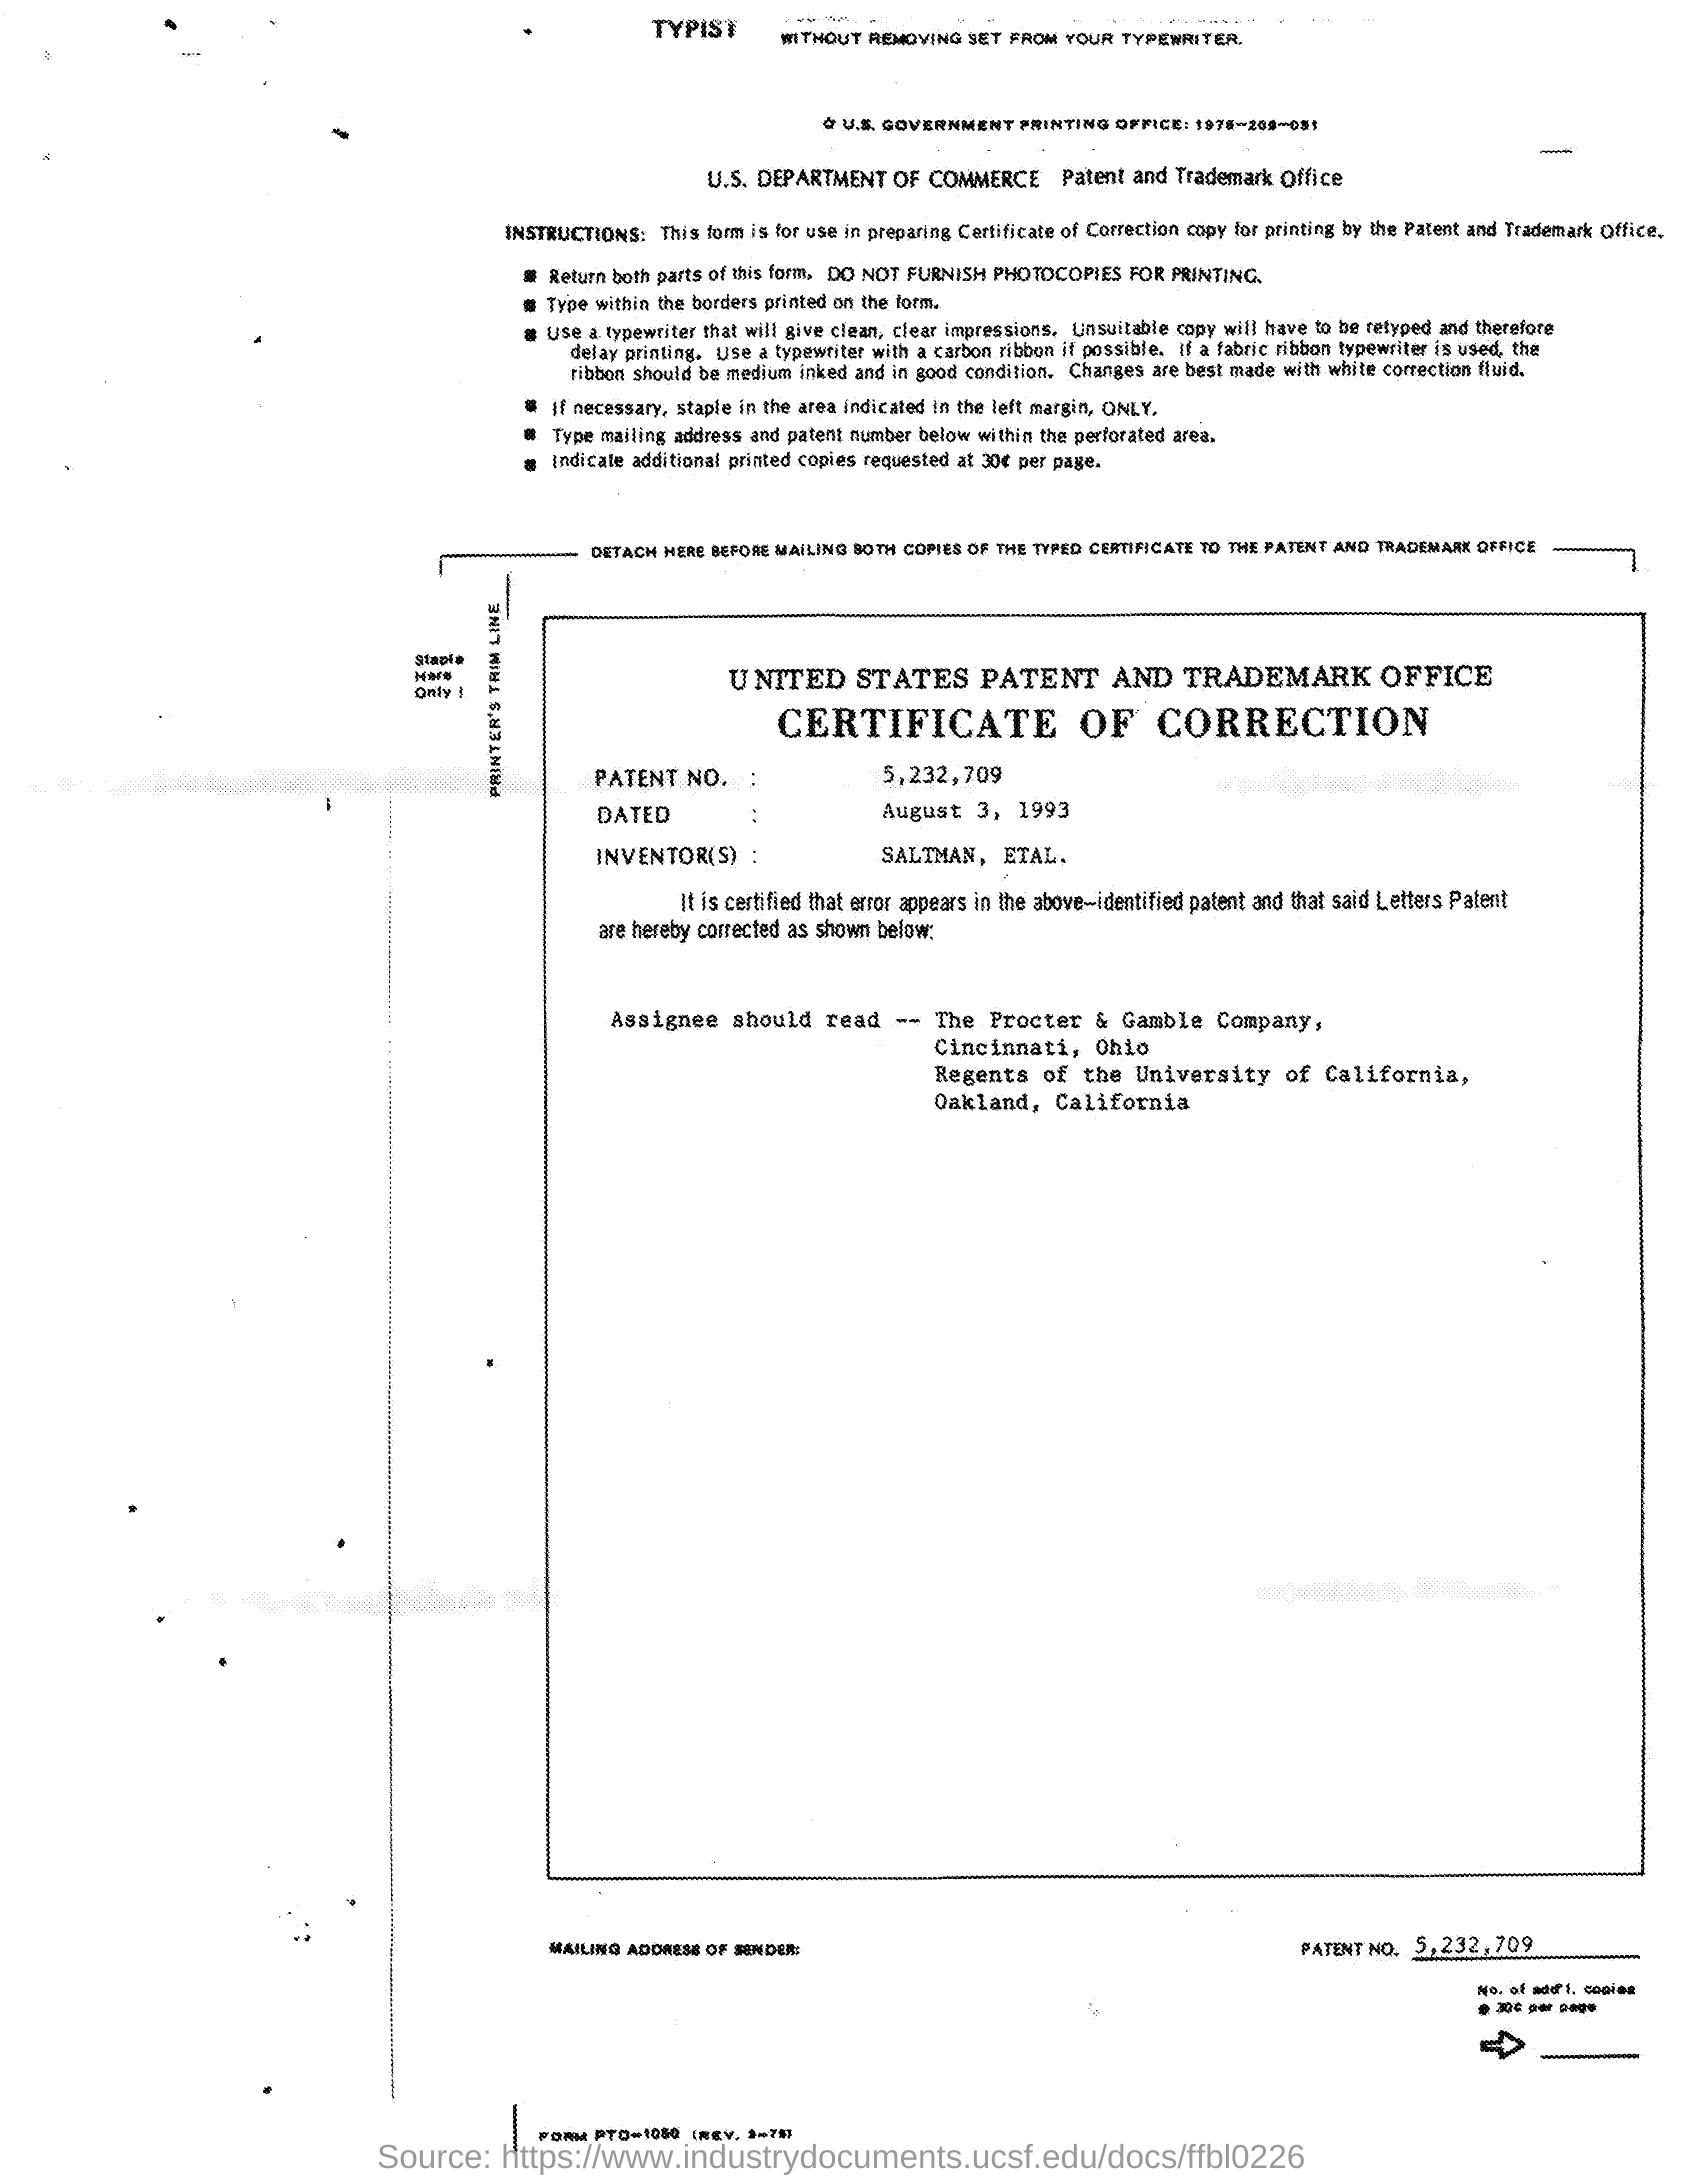 TYPIST
WITHOUT REMOVING SET FROM YOUR TYPEWRITER.
✩ U.S. GOVERNMENT PRINTING OFFICE:
U.S. DEPARTMENT OF COMMERCE Patent and Trademark Office
INSTRUCTIONS: This form is for use in preparing Certificate of Correction copy for printing by the Patent and Trademark Office.
■ Return both parts of this form. DO NOT FURNISH PHOTOCOPIES FOR PRINTING.
■ Type within the borders printed on the form.
■ Use a typewriter that will give clean, clear impressions. Unsuitable copy will have to be retyped and therefore
delay printing. Use a typewriter with a carbon ribbon if possible. If a fabric ribbon typewriter is used, the
ribbon should be medium inked and in good condition. Changes are best made with white correction fluid.
■ If necessary, staple in the area indicated in the left margin, ONLY.
■ Type mailing address and patent number below within the perforated area.
■ Indicate additional printed copies requested at 30¢ per page.
DETACH HERE BEFORE MAILING BOTH COPIES OF THE TYPED CERTIFICATE TO THE PATENT AND TRADEMARK OFFICE
Staple
Here
Only !
PRINTER'S TRIM LINE
UNITED STATES PATENT AND TRADEMARK OFFICE
CERTIFICATE OF CORRECTION
PATENT NO. : 5,232,709
DATED : August 3, 1993
INVENTOR(S) : SALTMAN, ETAL.
It is certified that error appears in the above-identified patent and that said Letters Patent
are hereby corrected as shown below:
Assignee should read -- The Procter & Gamble Company,
Cincinnati, Ohio
Regents of the University of California,
Oakland, California
MAILING ADDRESS OF SENDER:
PATENT NO. 5,232,709
No. of add'l. copies
@ 30¢ per page
FORM PTO-1050 (REV.
Source: https://www.industrydocuments.ucsf.edu/docs/ffbl0226